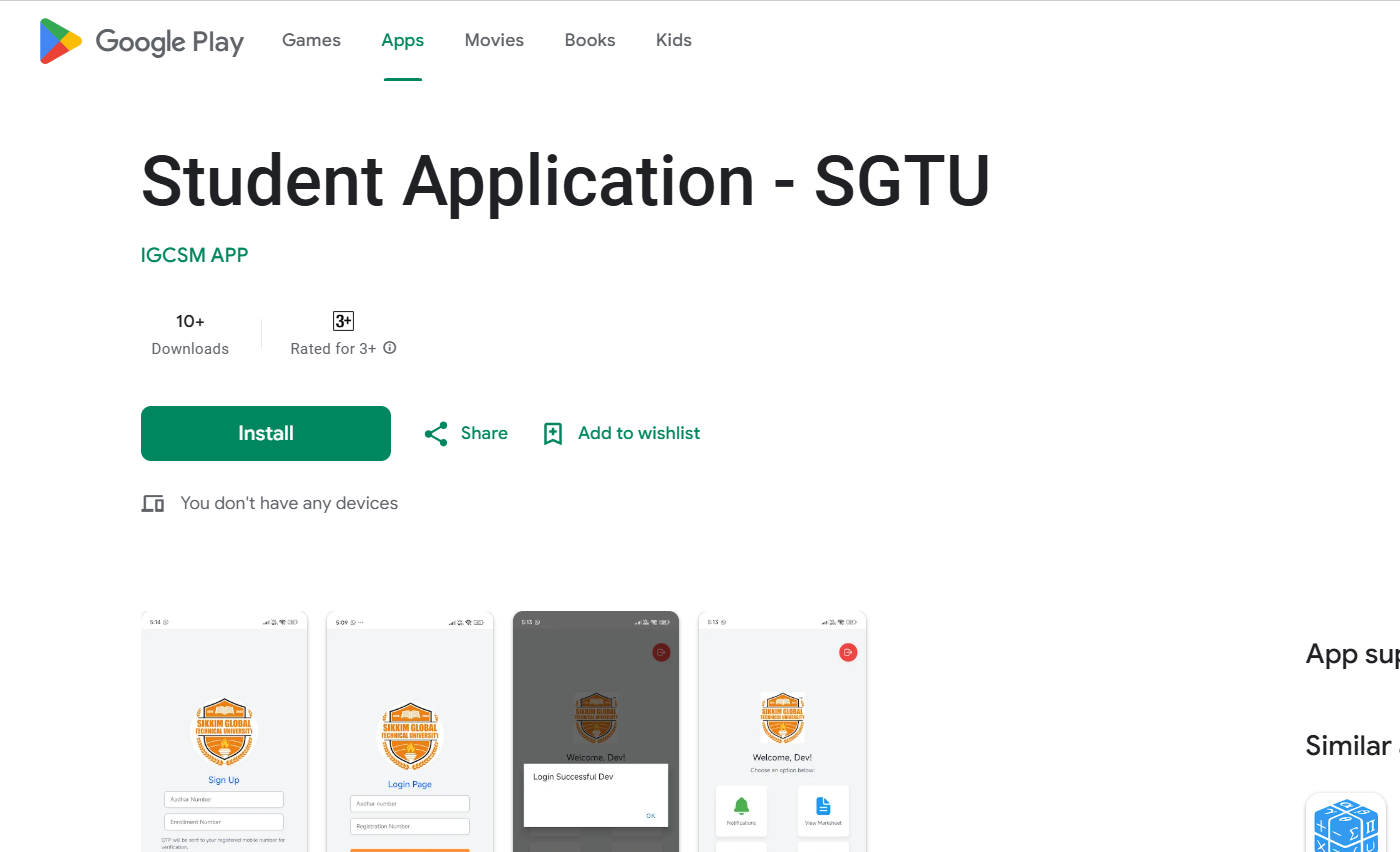 Google Play Games Apps Movies Books Kids
Student Application - SGTU
IGCSM APP
10+
Downloads
3+
Rated for 3+
Install Share Add to wishlist
You don't have any devices
5:14
SIKKIM GLOBAL
TECHNICAL UNIVERSITY
Sign Up
Aadhar Number
Enrollment Number
OTP will be sent to your registered mobile number for
verification.
5:09
SIKKIM GLOBAL
TECHNICAL UNIVERSITY
Login Page
Aadhar number
Registration Number
5:13
SIKKIM GLOBAL
TECHNICAL UNIVERSITY
Welcome, Dev!
Login Successful Dev
OK
5:13
SIKKIM GLOBAL
TECHNICAL UNIVERSITY
Welcome, Dev!
Choose an option below:
Notifications View Marksheet
App sup
Similar